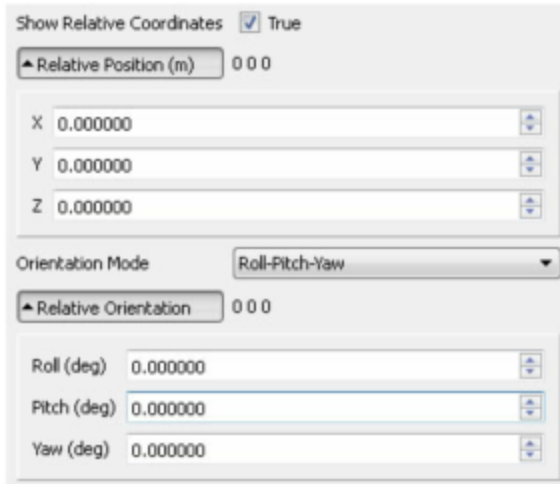 Show Relative Coordinates True
Relative Position (m) 0 0 0
X 0.000000
Y 0.000000
Z 0.000000
Orientation Mode Roll-Pitch-Yaw
Relative Orientation 0 0 0
Roll (deg) 0.000000
Pitch (deg) 0.000000
Yaw (deg) 0.000000